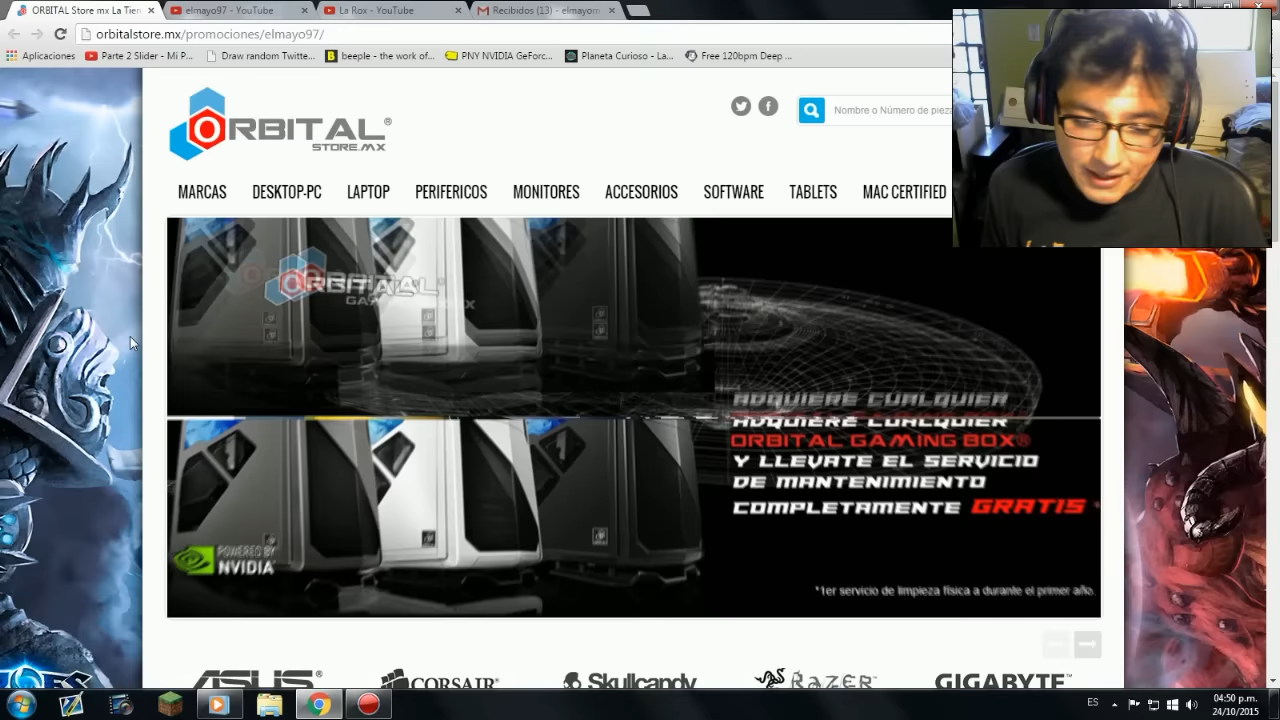 ORBITAL Store mx La Tien
elmayo97 - YouTube
La Rox - YouTube
Recibidos (13) - elmayom
orbitalstore.mx/promociones/elmayo97/
Aplicaciones
Parte 2 Slider - Mi P...
Draw random Twitte...
beeple - the work of...
PNY NVIDIA GeForc...
Planeta Curioso - La...
Free 120bpm Deep ...
ORBITAL®
STORE.MX
Nombre o Número de pieza
MARCAS
DESKTOP-PC
LAPTOP
PERIFERICOS
MONITORES
ACCESORIOS
SOFTWARE
TABLETS
MAC CERTIFIED
ADQUIERE CUALQUIER
ADQUIERE CUALQUIER
ORBITAL GAMING BOX®
Y LLEVATE EL SERVICIO
DE MANTENIMIENTO
COMPLETAMENTE GRATIS *
POWERED BY
NVIDIA
*1er servicio de limpieza física a durante el primer año.
ASUS®
CORSAIR
Skullcandy
RAZER
GIGABYTE™
ES
04:50 p.m.
24/10/2015